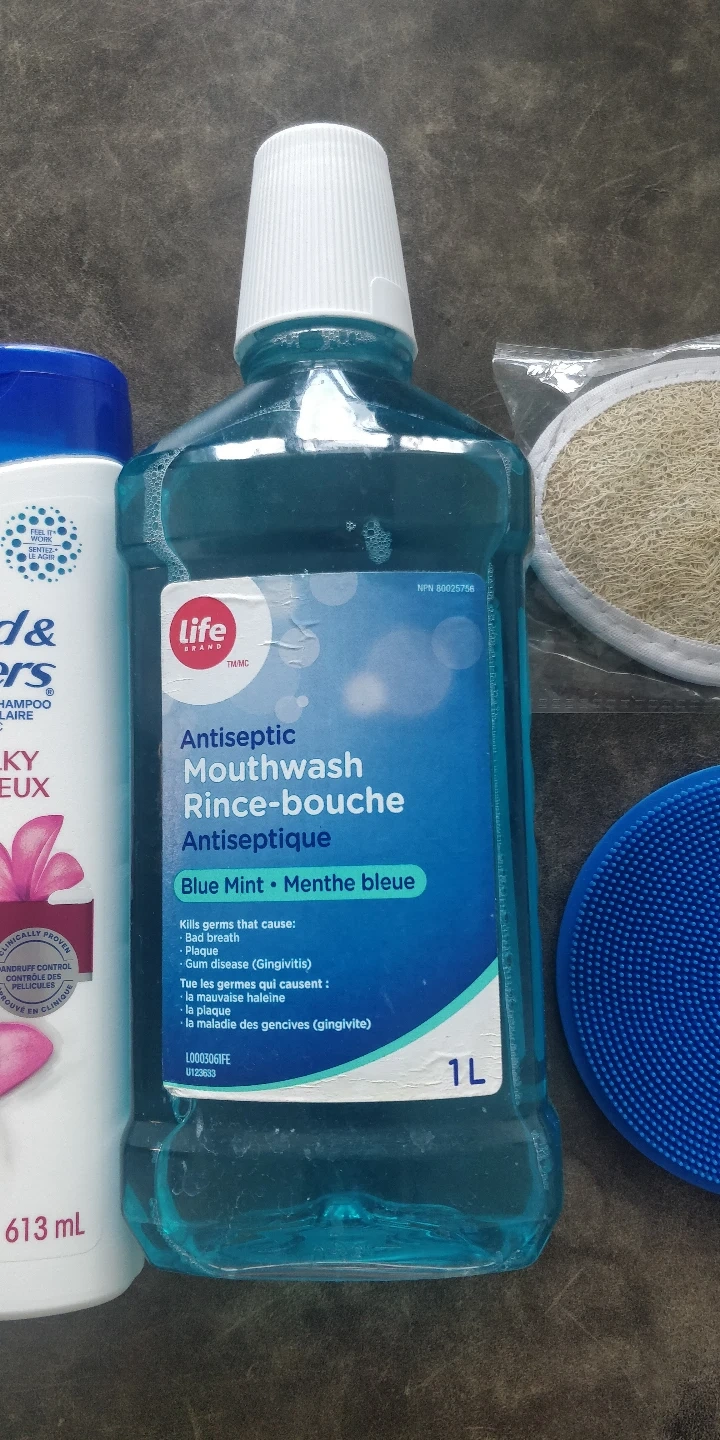 FEEL IT
WORK
SENTEZ-
LE AGIR
d &
ers®
HAMPOO
LAIRE
LKY
EUX
CLINICALLY PROVEN
DANDRUFF CONTROL
CONTRÔLE DES
PELLICULES
PROUVÉ EN CLINIQUE
613 mL
NPN 80025756
life
BRAND
TM/MC
Antiseptic
Mouthwash
Rince-bouche
Antiseptique
Blue Mint • Menthe bleue
Kills germs that cause:
· Bad breath
· Plaque
· Gum disease (Gingivitis)
Tue les germes qui causent :
· la mauvaise haleine
· la plaque
· la maladie des gencives (gingivite)
L0003061FE
U123633
1 L